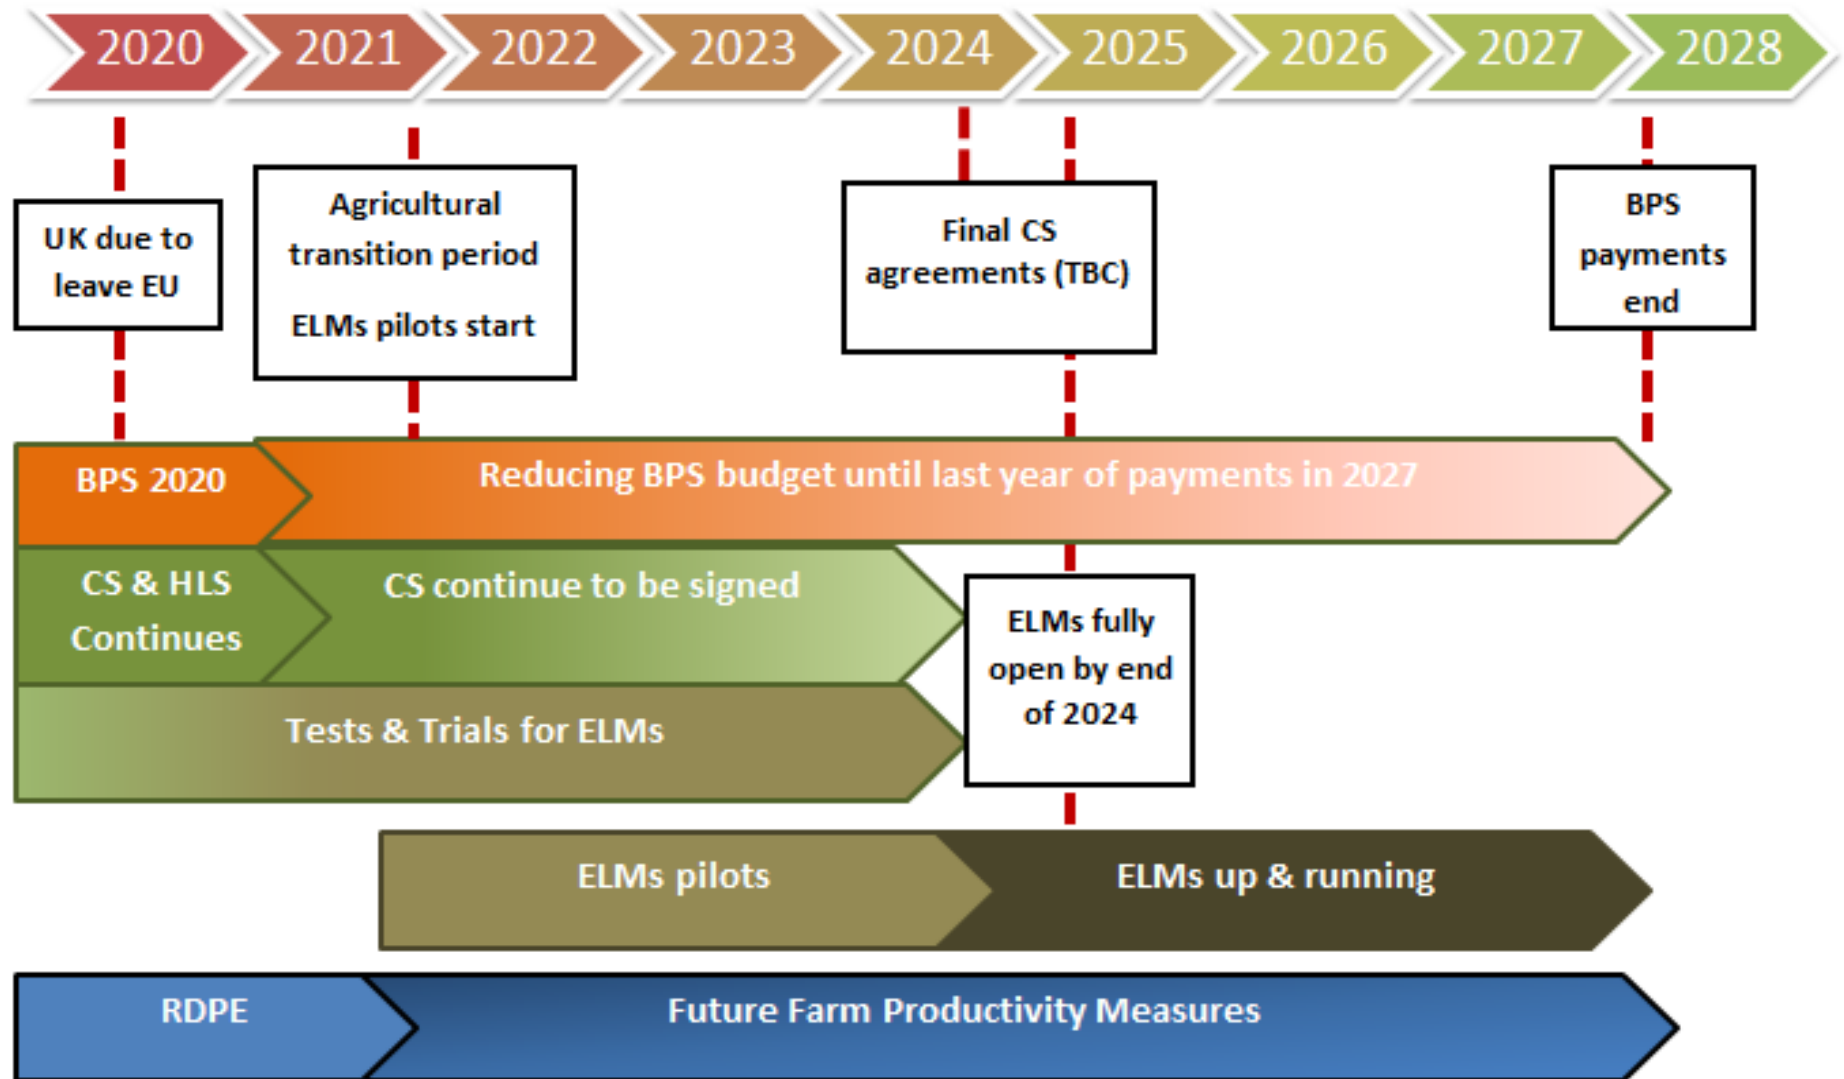 2020 2021 2022 2023 2024 2025 2026 2027 2028
UK due to
leave EU
Agricultural
transition period
ELMs pilots start
Final CS
agreements (TBC)
BPS
payments
end
BPS 2020
Reducing BPS budget until last year of payments in 2027
CS & HLS
Continues
CS continue to be signed
ELMs fully
open by end
of 2024
Tests & Trials for ELMs
ELMs pilots
ELMs up & running
RDPE
Future Farm Productivity Measures